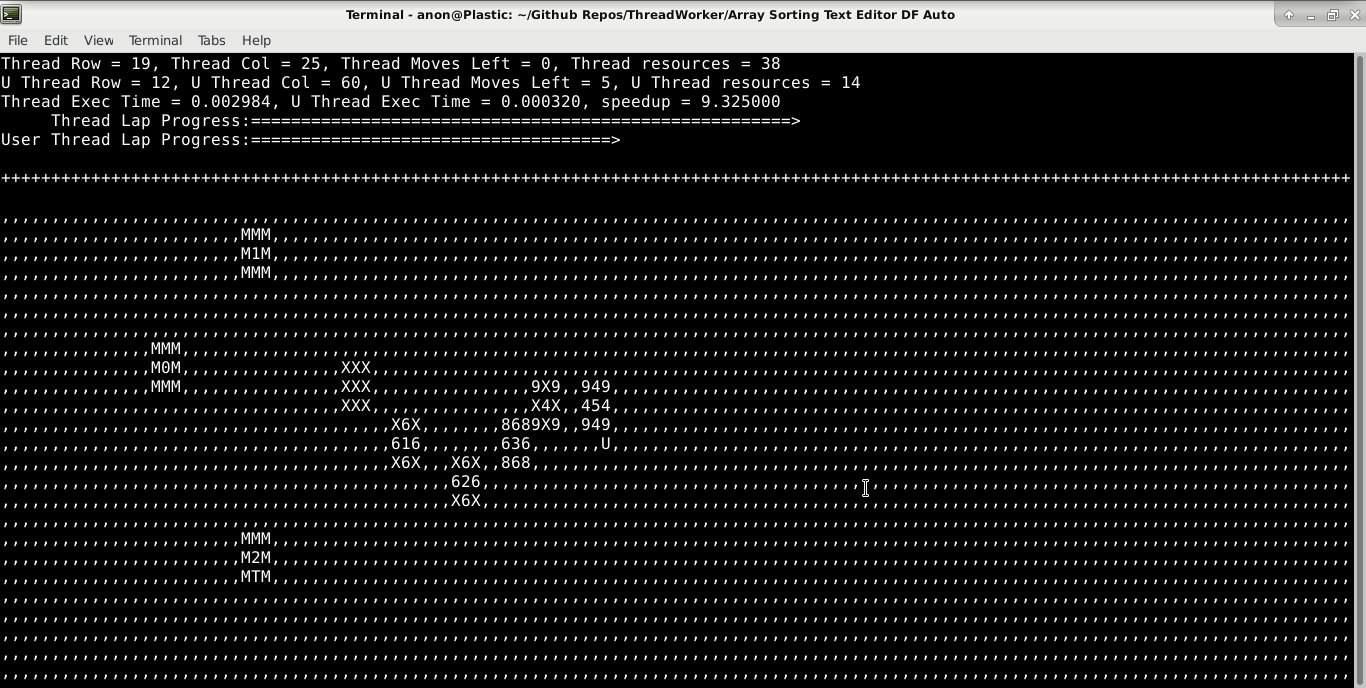 Terminal - anon@Plastic: ~/Github Repos/ThreadWorker/Array Sorting Text Editor DF Auto
File Edit View Terminal Tabs Help
Thread Row = 19, Thread Col = 25, Thread Moves Left = 0, Thread resources = 38
U Thread Row = 12, U Thread Col = 60, U Thread Moves Left = 5, U Thread resources = 14
Thread Exec Time = 0.002984, U Thread Exec Time = 0.000320, speedup = 9.325000
Thread Lap Progress:======================================================>
User Thread Lap Progress:====================================>
+++++++++++++++++++++++++++++++++++++++++++++++++++++++++++++++++++++++++++++++++++++++++++++++++++++++++++++++++++++++++++++++++++++++
,,,,,,,,,,,,,,,,,,,,,,,,,,,,,,,,,,,,,,,,,,,,,,,,,,,,,,,,,,,,,,,,,,,,,,,,,,,,,,,,,,,,,,,,,,,,,,,,,,,,,,,,,,,,,,,,,,,,,,,,,,,,,,,,,,,,,,,
,,,,,,,,,,,,,,,,,,,,,,,,MMM,,,,,,,,,,,,,,,,,,,,,,,,,,,,,,,,,,,,,,,,,,,,,,,,,,,,,,,,,,,,,,,,,,,,,,,,,,,,,,,,,,,,,,,,,,,,,,,,,,,,,,,,,,,,
,,,,,,,,,,,,,,,,,,,,,,,,M1M,,,,,,,,,,,,,,,,,,,,,,,,,,,,,,,,,,,,,,,,,,,,,,,,,,,,,,,,,,,,,,,,,,,,,,,,,,,,,,,,,,,,,,,,,,,,,,,,,,,,,,,,,,,,
,,,,,,,,,,,,,,,,,,,,,,,,MMM,,,,,,,,,,,,,,,,,,,,,,,,,,,,,,,,,,,,,,,,,,,,,,,,,,,,,,,,,,,,,,,,,,,,,,,,,,,,,,,,,,,,,,,,,,,,,,,,,,,,,,,,,,,,
,,,,,,,,,,,,,,,,,,,,,,,,,,,,,,,,,,,,,,,,,,,,,,,,,,,,,,,,,,,,,,,,,,,,,,,,,,,,,,,,,,,,,,,,,,,,,,,,,,,,,,,,,,,,,,,,,,,,,,,,,,,,,,,,,,,,,,,
,,,,,,,,,,,,,,,,,,,,,,,,,,,,,,,,,,,,,,,,,,,,,,,,,,,,,,,,,,,,,,,,,,,,,,,,,,,,,,,,,,,,,,,,,,,,,,,,,,,,,,,,,,,,,,,,,,,,,,,,,,,,,,,,,,,,,,,
,,,,,,,,,,,,,,,,,,,,,,,,,,,,,,,,,,,,,,,,,,,,,,,,,,,,,,,,,,,,,,,,,,,,,,,,,,,,,,,,,,,,,,,,,,,,,,,,,,,,,,,,,,,,,,,,,,,,,,,,,,,,,,,,,,,,,,,
,,,,,,,,,,,,,,,MMM,,,,,,,,,,,,,,,,,,,,,,,,,,,,,,,,,,,,,,,,,,,,,,,,,,,,,,,,,,,,,,,,,,,,,,,,,,,,,,,,,,,,,,,,,,,,,,,,,,,,,,,,,,,,,,,,,,,,,
,,,,,,,,,,,,,,,M0M,,,,,,,,,,,,,,,,XXX,,,,,,,,,,,,,,,,,,,,,,,,,,,,,,,,,,,,,,,,,,,,,,,,,,,,,,,,,,,,,,,,,,,,,,,,,,,,,,,,,,,,,,,,,,,,,,,,,,
,,,,,,,,,,,,,,,MMM,,,,,,,,,,,,,,,,XXX,,,,,,,,,,,,,,,,9X9,,949,,,,,,,,,,,,,,,,,,,,,,,,,,,,,,,,,,,,,,,,,,,,,,,,,,,,,,,,,,,,,,,,,,,,,,,,,,
,,,,,,,,,,,,,,,,,,,,,,,,,,,,,,,,,,XXX,,,,,,,,,,,,,,,,X4X,,454,,,,,,,,,,,,,,,,,,,,,,,,,,,,,,,,,,,,,,,,,,,,,,,,,,,,,,,,,,,,,,,,,,,,,,,,,,
,,,,,,,,,,,,,,,,,,,,,,,,,,,,,,,,,,,,,,,X6X,,,,,,,,8689X9,,949,,,,,,,,,,,,,,,,,,,,,,,,,,,,,,,,,,,,,,,,,,,,,,,,,,,,,,,,,,,,,,,,,,,,,,,,,,
,,,,,,,,,,,,,,,,,,,,,,,,,,,,,,,,,,,,,,,616,,,,,,,,636,,,,,,,U,,,,,,,,,,,,,,,,,,,,,,,,,,,,,,,,,,,,,,,,,,,,,,,,,,,,,,,,,,,,,,,,,,,,,,,,,,
,,,,,,,,,,,,,,,,,,,,,,,,,,,,,,,,,,,,,,,X6X,,,X6X,,868,,,,,,,,,,,,,,,,,,,,,,,,,,,,,,,,,,,,,,,,,,,,,,,,,,,,,,,,,,,,,,,,,,,,,,,,,,,,,,,,,,
,,,,,,,,,,,,,,,,,,,,,,,,,,,,,,,,,,,,,,,,,,,,,626,,,,,,,,,,,,,,,,,,,,,,,,,,,,,,,,,,,,,,,,,,,,,,,,,,,,,,,,,,,,,,,,,,,,,,,,,,,,,,,,,,,,,,,
,,,,,,,,,,,,,,,,,,,,,,,,,,,,,,,,,,,,,,,,,,,,,X6X,,,,,,,,,,,,,,,,,,,,,,,,,,,,,,,,,,,,,,,,,,,,,,,,,,,,,,,,,,,,,,,,,,,,,,,,,,,,,,,,,,,,,,,
,,,,,,,,,,,,,,,,,,,,,,,,,,,,,,,,,,,,,,,,,,,,,,,,,,,,,,,,,,,,,,,,,,,,,,,,,,,,,,,,,,,,,,,,,,,,,,,,,,,,,,,,,,,,,,,,,,,,,,,,,,,,,,,,,,,,,,,
,,,,,,,,,,,,,,,,,,,,,,,,MMM,,,,,,,,,,,,,,,,,,,,,,,,,,,,,,,,,,,,,,,,,,,,,,,,,,,,,,,,,,,,,,,,,,,,,,,,,,,,,,,,,,,,,,,,,,,,,,,,,,,,,,,,,,,,
,,,,,,,,,,,,,,,,,,,,,,,,M2M,,,,,,,,,,,,,,,,,,,,,,,,,,,,,,,,,,,,,,,,,,,,,,,,,,,,,,,,,,,,,,,,,,,,,,,,,,,,,,,,,,,,,,,,,,,,,,,,,,,,,,,,,,,,
,,,,,,,,,,,,,,,,,,,,,,,,MTM,,,,,,,,,,,,,,,,,,,,,,,,,,,,,,,,,,,,,,,,,,,,,,,,,,,,,,,,,,,,,,,,,,,,,,,,,,,,,,,,,,,,,,,,,,,,,,,,,,,,,,,,,,,,
,,,,,,,,,,,,,,,,,,,,,,,,,,,,,,,,,,,,,,,,,,,,,,,,,,,,,,,,,,,,,,,,,,,,,,,,,,,,,,,,,,,,,,,,,,,,,,,,,,,,,,,,,,,,,,,,,,,,,,,,,,,,,,,,,,,,,,,
,,,,,,,,,,,,,,,,,,,,,,,,,,,,,,,,,,,,,,,,,,,,,,,,,,,,,,,,,,,,,,,,,,,,,,,,,,,,,,,,,,,,,,,,,,,,,,,,,,,,,,,,,,,,,,,,,,,,,,,,,,,,,,,,,,,,,,,
,,,,,,,,,,,,,,,,,,,,,,,,,,,,,,,,,,,,,,,,,,,,,,,,,,,,,,,,,,,,,,,,,,,,,,,,,,,,,,,,,,,,,,,,,,,,,,,,,,,,,,,,,,,,,,,,,,,,,,,,,,,,,,,,,,,,,,,
,,,,,,,,,,,,,,,,,,,,,,,,,,,,,,,,,,,,,,,,,,,,,,,,,,,,,,,,,,,,,,,,,,,,,,,,,,,,,,,,,,,,,,,,,,,,,,,,,,,,,,,,,,,,,,,,,,,,,,,,,,,,,,,,,,,,,,,
,,,,,,,,,,,,,,,,,,,,,,,,,,,,,,,,,,,,,,,,,,,,,,,,,,,,,,,,,,,,,,,,,,,,,,,,,,,,,,,,,,,,,,,,,,,,,,,,,,,,,,,,,,,,,,,,,,,,,,,,,,,,,,,,,,,,,,,